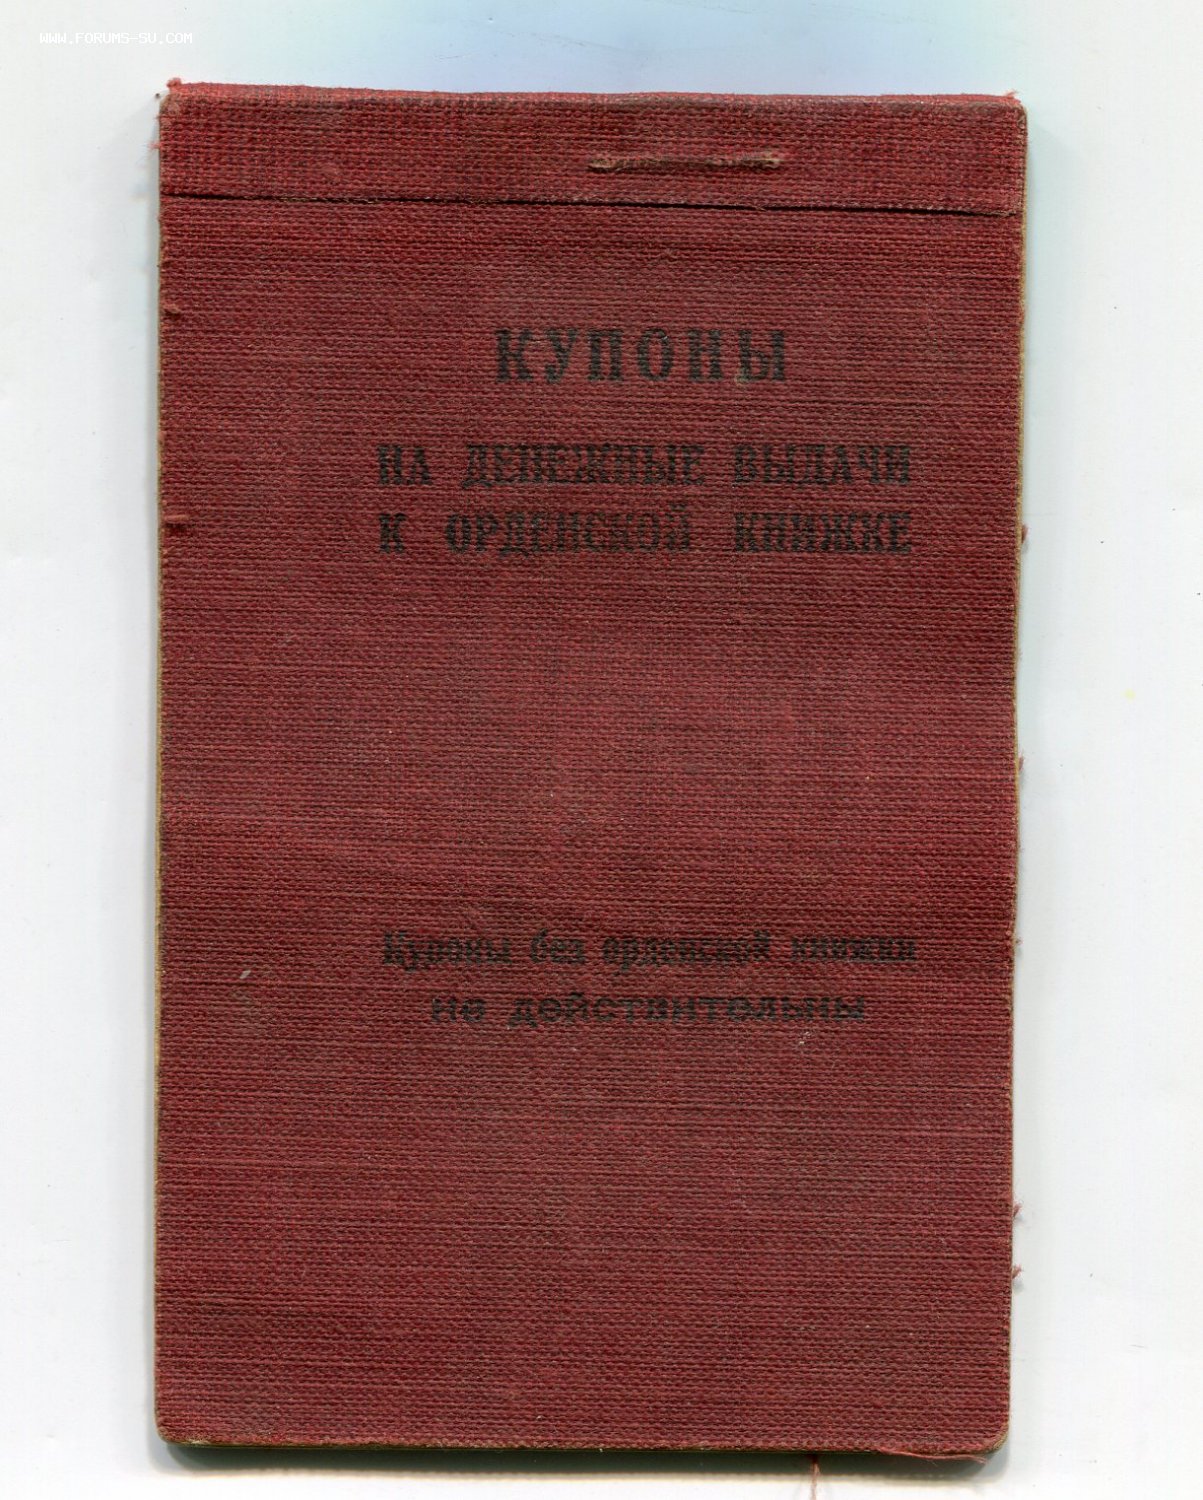 WWW.FORUMS-SU.COM
КУПОНЫ
НА ДЕНЕЖНЫЕ ВЫДАЧИ
К ОРДЕНСКОЙ КНИЖКЕ
Купоны без орденской книжки
не действительны